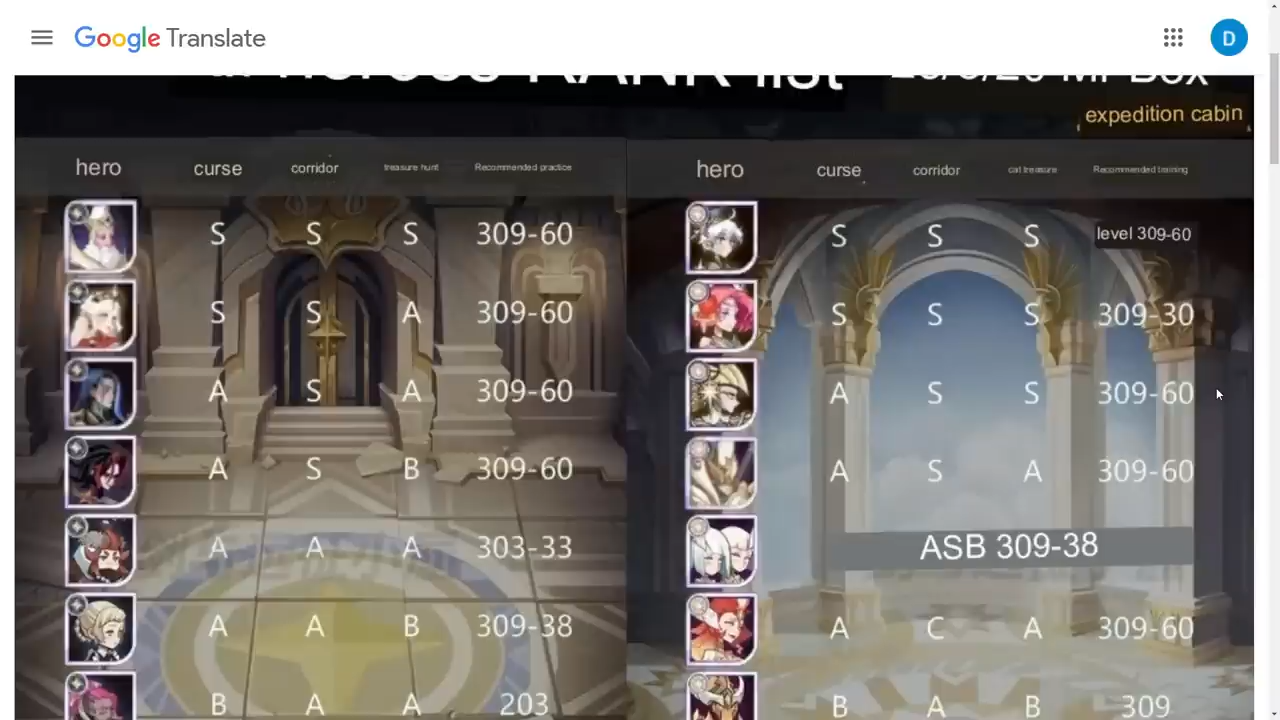 Google Translate
D
RANK list
expedition cabin
hero curse corridor treasure hunt Recommended practice
S S S 309-60
S S A 309-60
A S A 309-60
A S B 309-60
A A A 303-33
A A B 309-38
B A A 203
hero curse corridor cat treasure Recommended training
S S S level 309-60
S S S 309-30
A S S 309-60
A S A 309-60
ASB 309-38
A C A 309-60
B A B 309